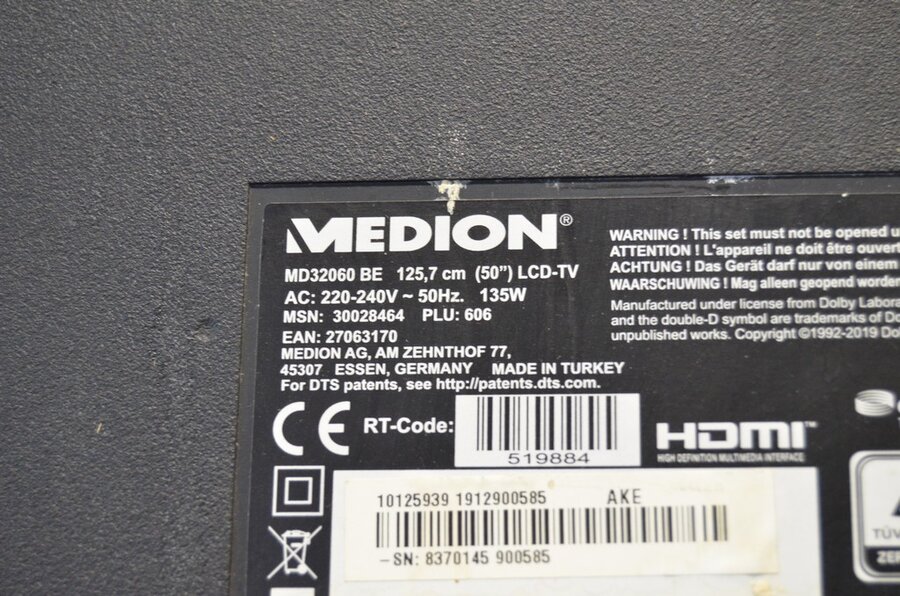 MEDION®
MD32060 BE 125,7 cm (50”) LCD-TV
AC: 220-240V ~ 50Hz. 135W
MSN: 30028464 PLU: 606
EAN: 27063170
MEDION AG, AM ZEHNTHOF 77,
45307 ESSEN, GERMANY MADE IN TURKEY
For DTS patents, see http://patents.dts.com.
WARNING ! This set must not be opened
ATTENTION ! L'appareil ne doit être ouvert
ACHTUNG ! Das Gerät darf nur von einem
WAARSCHUWING ! Mag alleen geopend worden
Manufactured under license from Dolby
and the double-D symbol are trademarks of
unpublished works. Copyright ©1992-2019
CE RT-Code:
519884
HDMI™
HIGH DEFINITION MULTIMEDIA INTERFACE
10125939 1912900585 AKE
–SN: 8370145 900585
TÜV